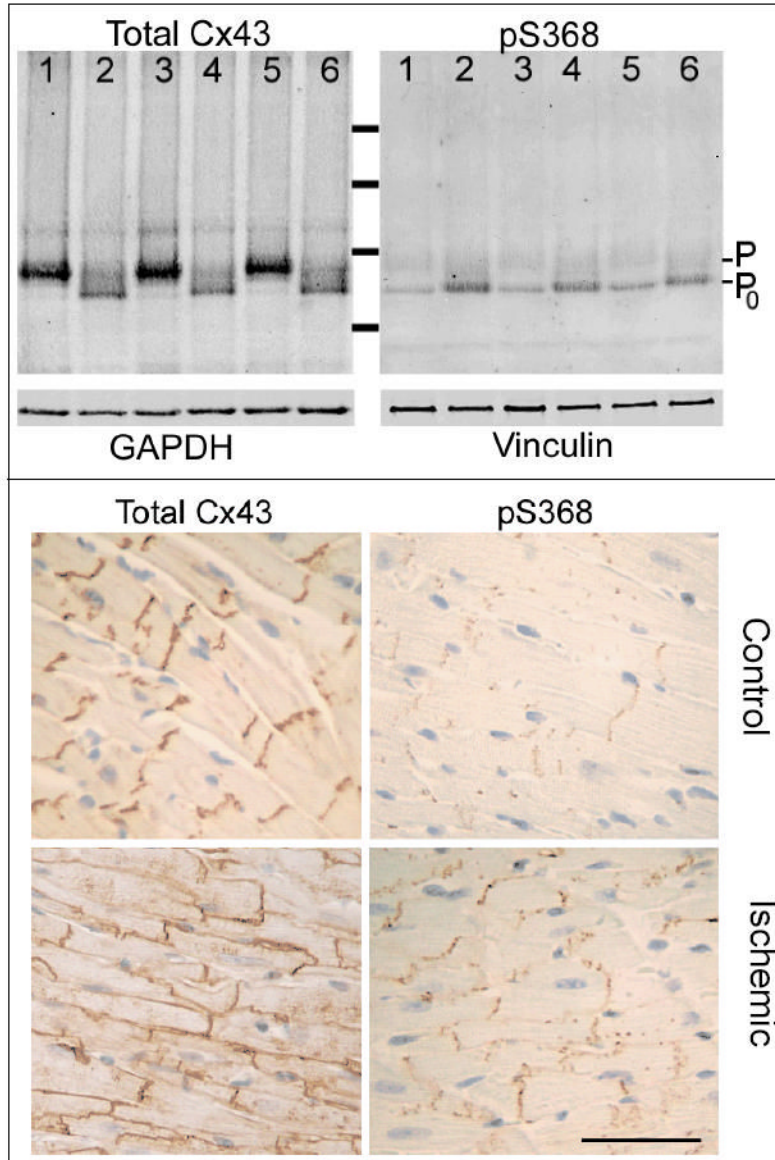 Total Cx43 pS368
1 2 3 4 5 6 1 2 3 4 5 6
P
P0
GAPDH Vinculin
Total Cx43 pS368
Control
Ischemic